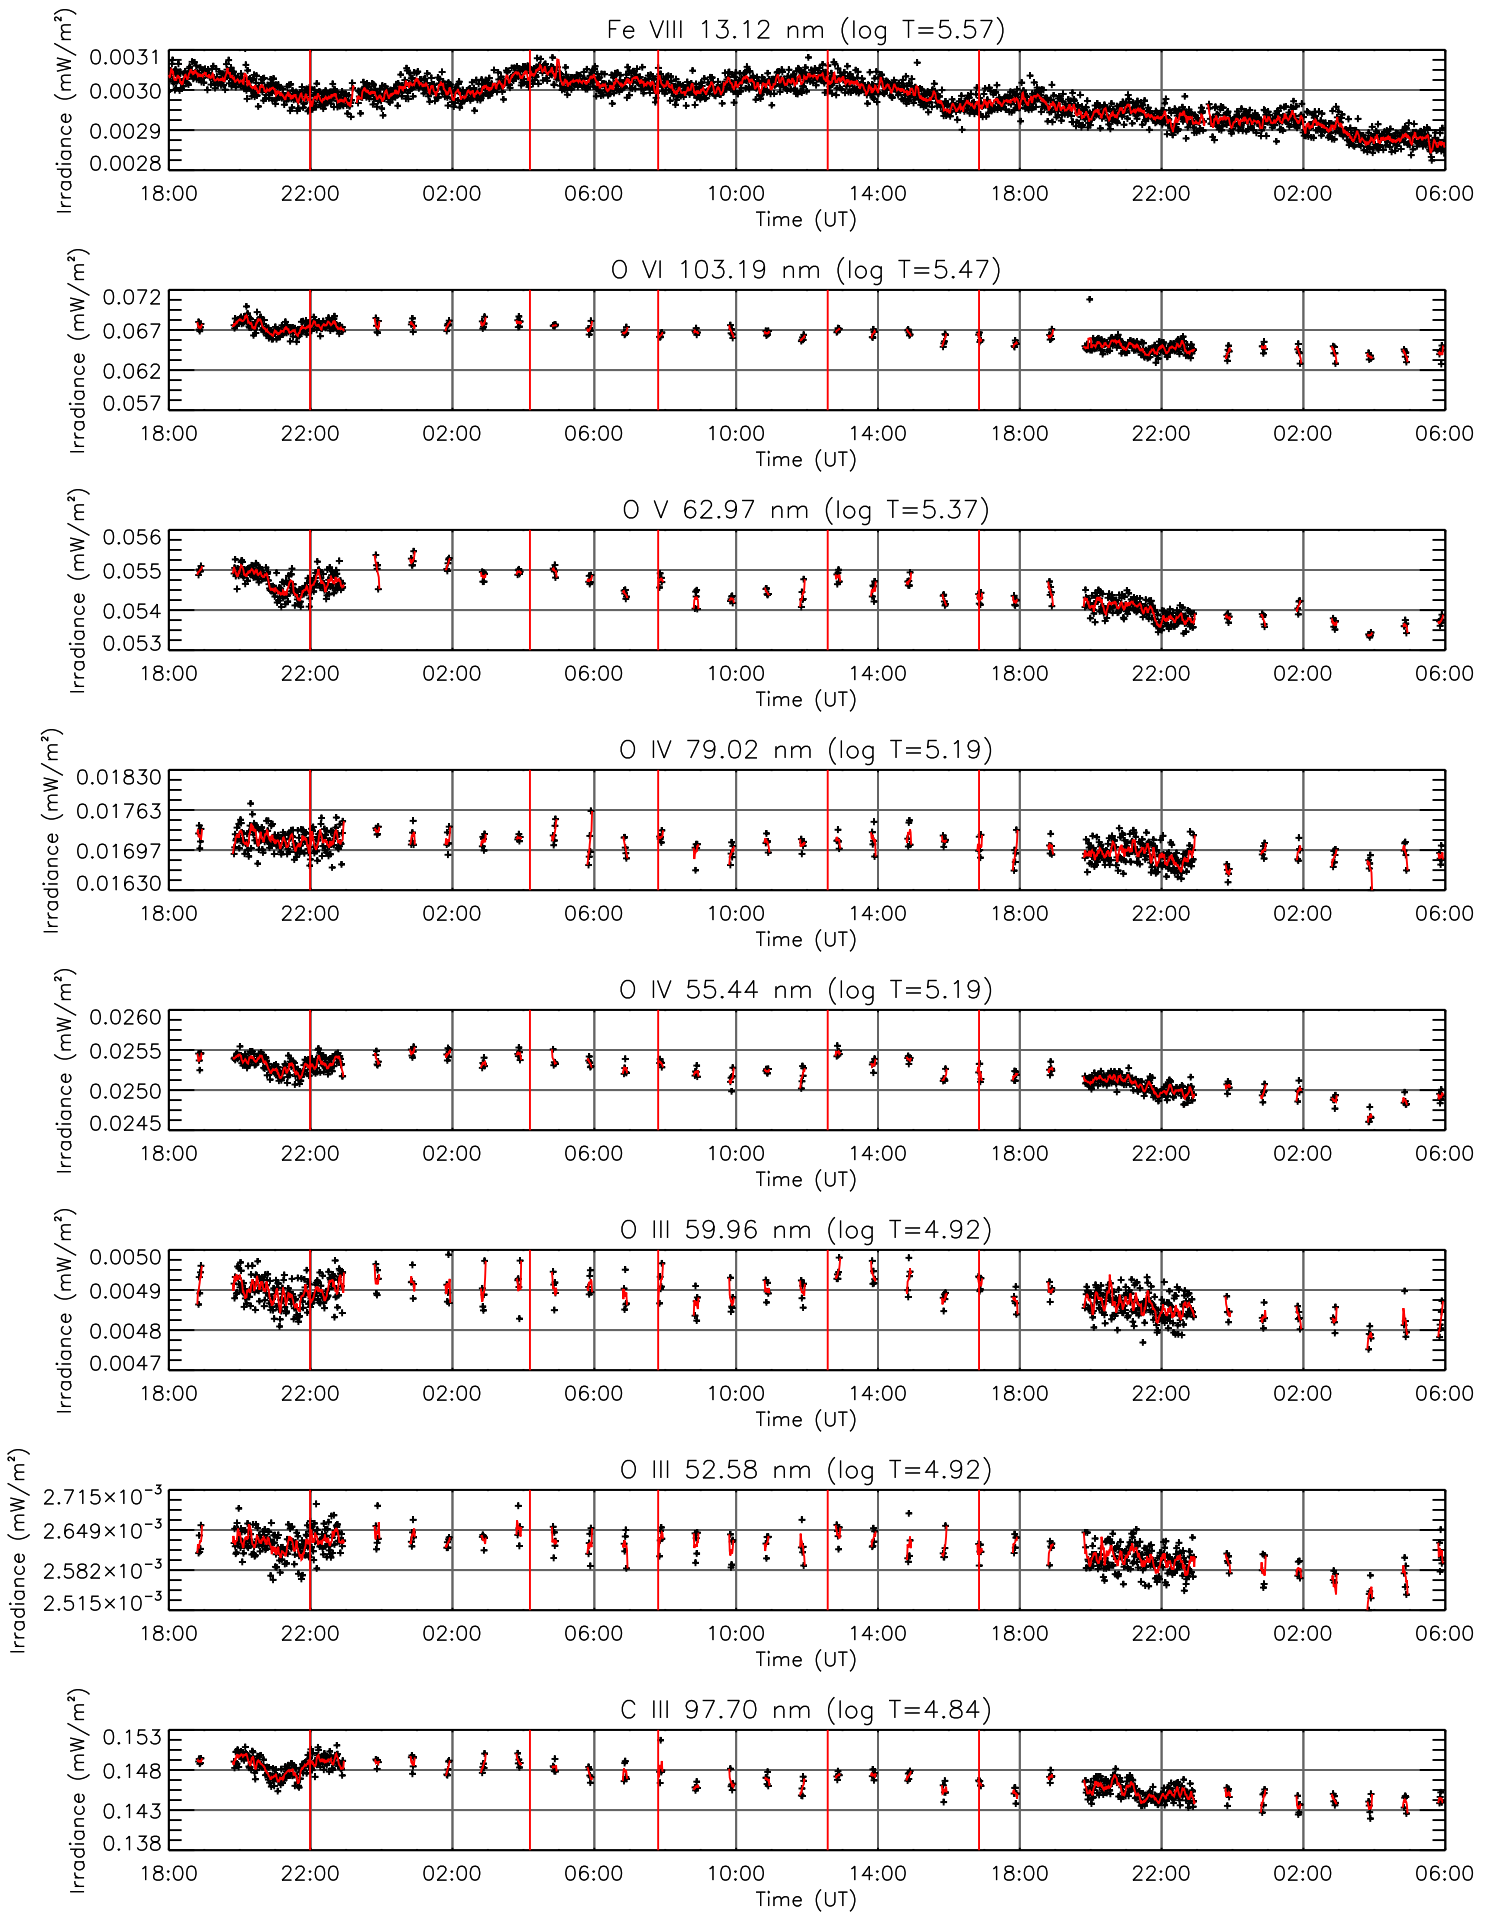 Fe VIII 13.12 nm (log T=5.57)
Irradiance (mW/m²)
0.0031
0.0030
0.0029
0.0028
18:00 22:00 02:00 06:00 10:00 14:00 18:00 22:00 02:00 06:00
Time (UT)
O VI 103.19 nm (log T=5.47)
Irradiance (mW/m²)
0.072
0.067
0.062
0.057
18:00 22:00 02:00 06:00 10:00 14:00 18:00 22:00 02:00 06:00
Time (UT)
O V 62.97 nm (log T=5.37)
Irradiance (mW/m²)
0.056
0.055
0.054
0.053
18:00 22:00 02:00 06:00 10:00 14:00 18:00 22:00 02:00 06:00
Time (UT)
O IV 79.02 nm (log T=5.19)
Irradiance (mW/m²)
0.01830
0.01763
0.01697
0.01630
18:00 22:00 02:00 06:00 10:00 14:00 18:00 22:00 02:00 06:00
Time (UT)
O IV 55.44 nm (log T=5.19)
Irradiance (mW/m²)
0.0260
0.0255
0.0250
0.0245
18:00 22:00 02:00 06:00 10:00 14:00 18:00 22:00 02:00 06:00
Time (UT)
O III 59.96 nm (log T=4.92)
Irradiance (mW/m²)
0.0050
0.0049
0.0048
0.0047
18:00 22:00 02:00 06:00 10:00 14:00 18:00 22:00 02:00 06:00
Time (UT)
O III 52.58 nm (log T=4.92)
Irradiance (mW/m²)
2.715×10⁻³
2.649×10⁻³
2.582×10⁻³
2.515×10⁻³
18:00 22:00 02:00 06:00 10:00 14:00 18:00 22:00 02:00 06:00
Time (UT)
C III 97.70 nm (log T=4.84)
Irradiance (mW/m²)
0.153
0.148
0.143
0.138
18:00 22:00 02:00 06:00 10:00 14:00 18:00 22:00 02:00 06:00
Time (UT)